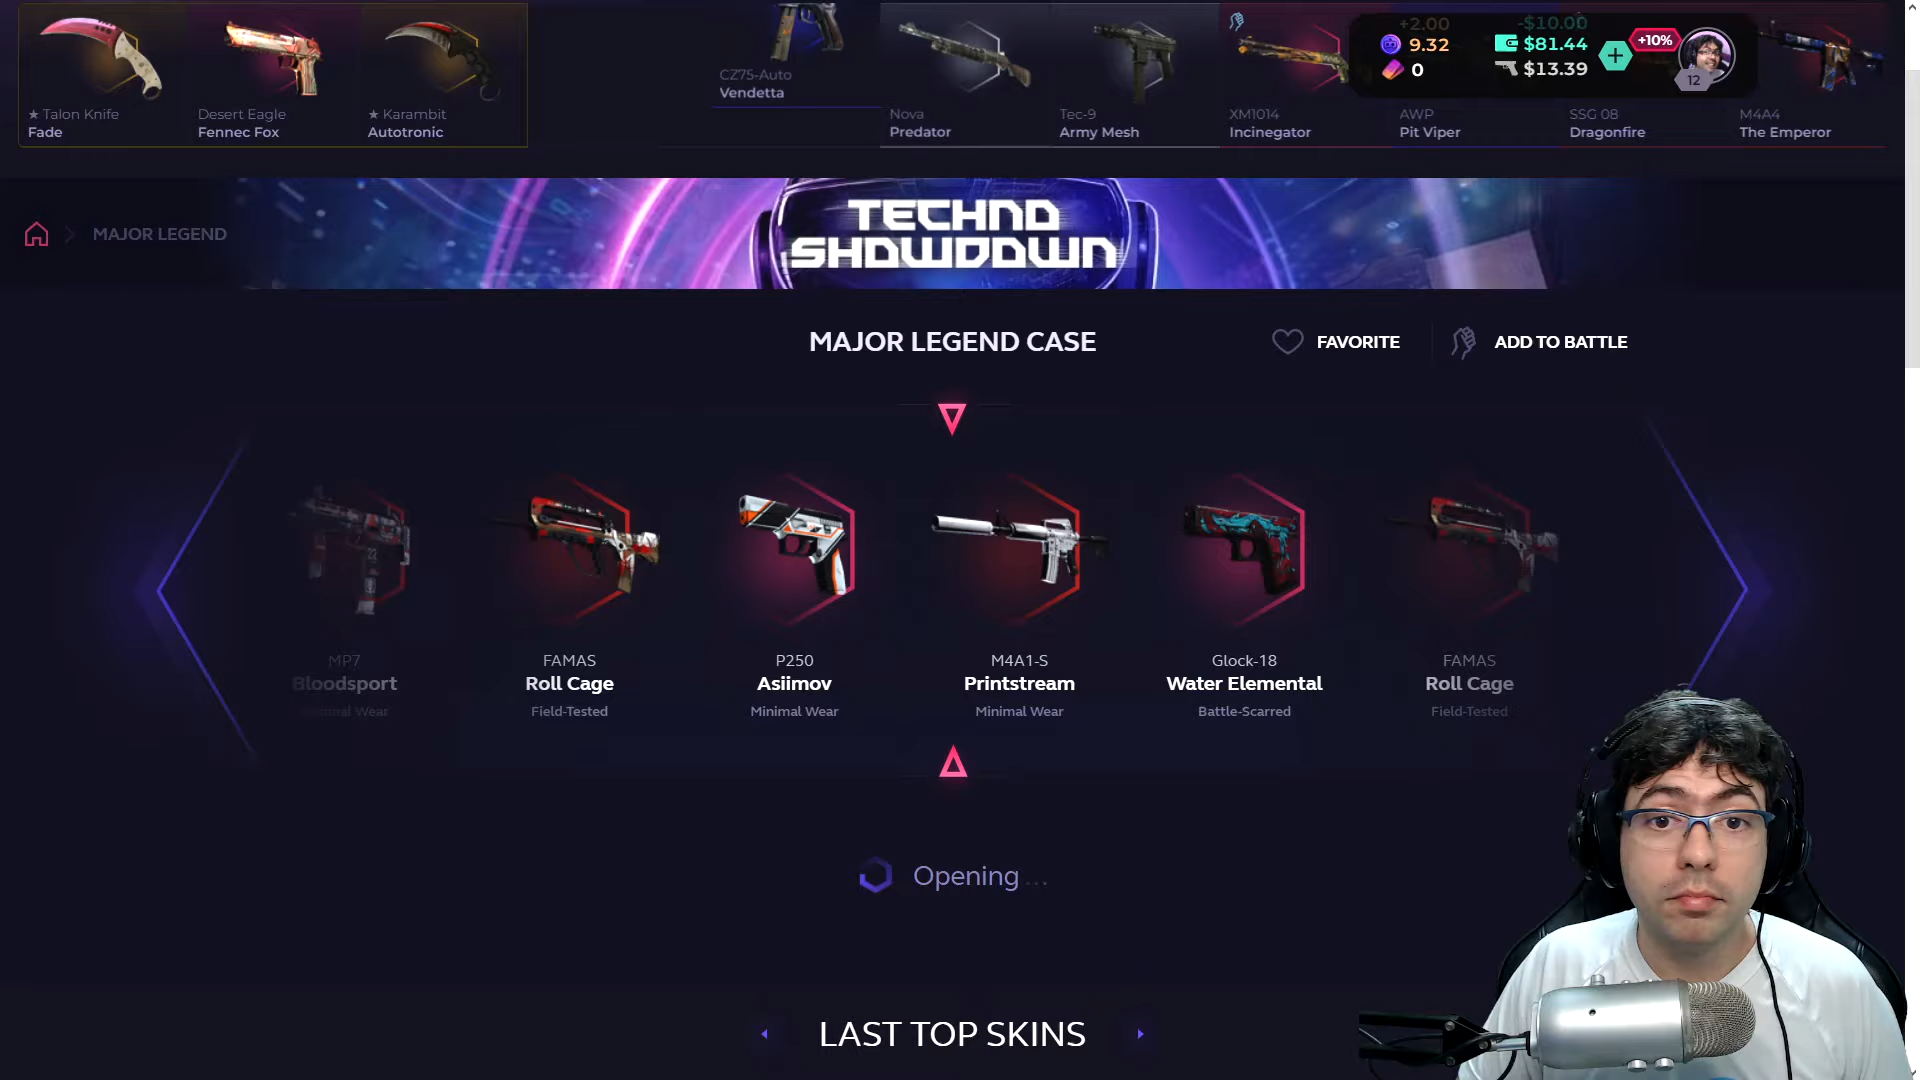 ★ Talon Knife
Fade
Desert Eagle
Fennec Fox
★ Karambit
Autotronic
CZ75-Auto
Vendetta
Nova
Predator
Tec-9
Army Mesh
XM1014
Incinegator
AWP
Pit Viper
SSG 08
Dragonfire
M4A4
The Emperor
+2.00
9.32
0
-$10.00
$81.44
$13.39
+10%
12
MAJOR LEGEND
TECHNO
SHOWDOWN
MAJOR LEGEND CASE
FAVORITE
ADD TO BATTLE
MP7
Bloodsport
Minimal Wear
FAMAS
Roll Cage
Field-Tested
P250
Asiimov
Minimal Wear
M4A1-S
Printstream
Minimal Wear
Glock-18
Water Elemental
Battle-Scarred
FAMAS
Roll Cage
Field-Tested
Opening ...
LAST TOP SKINS